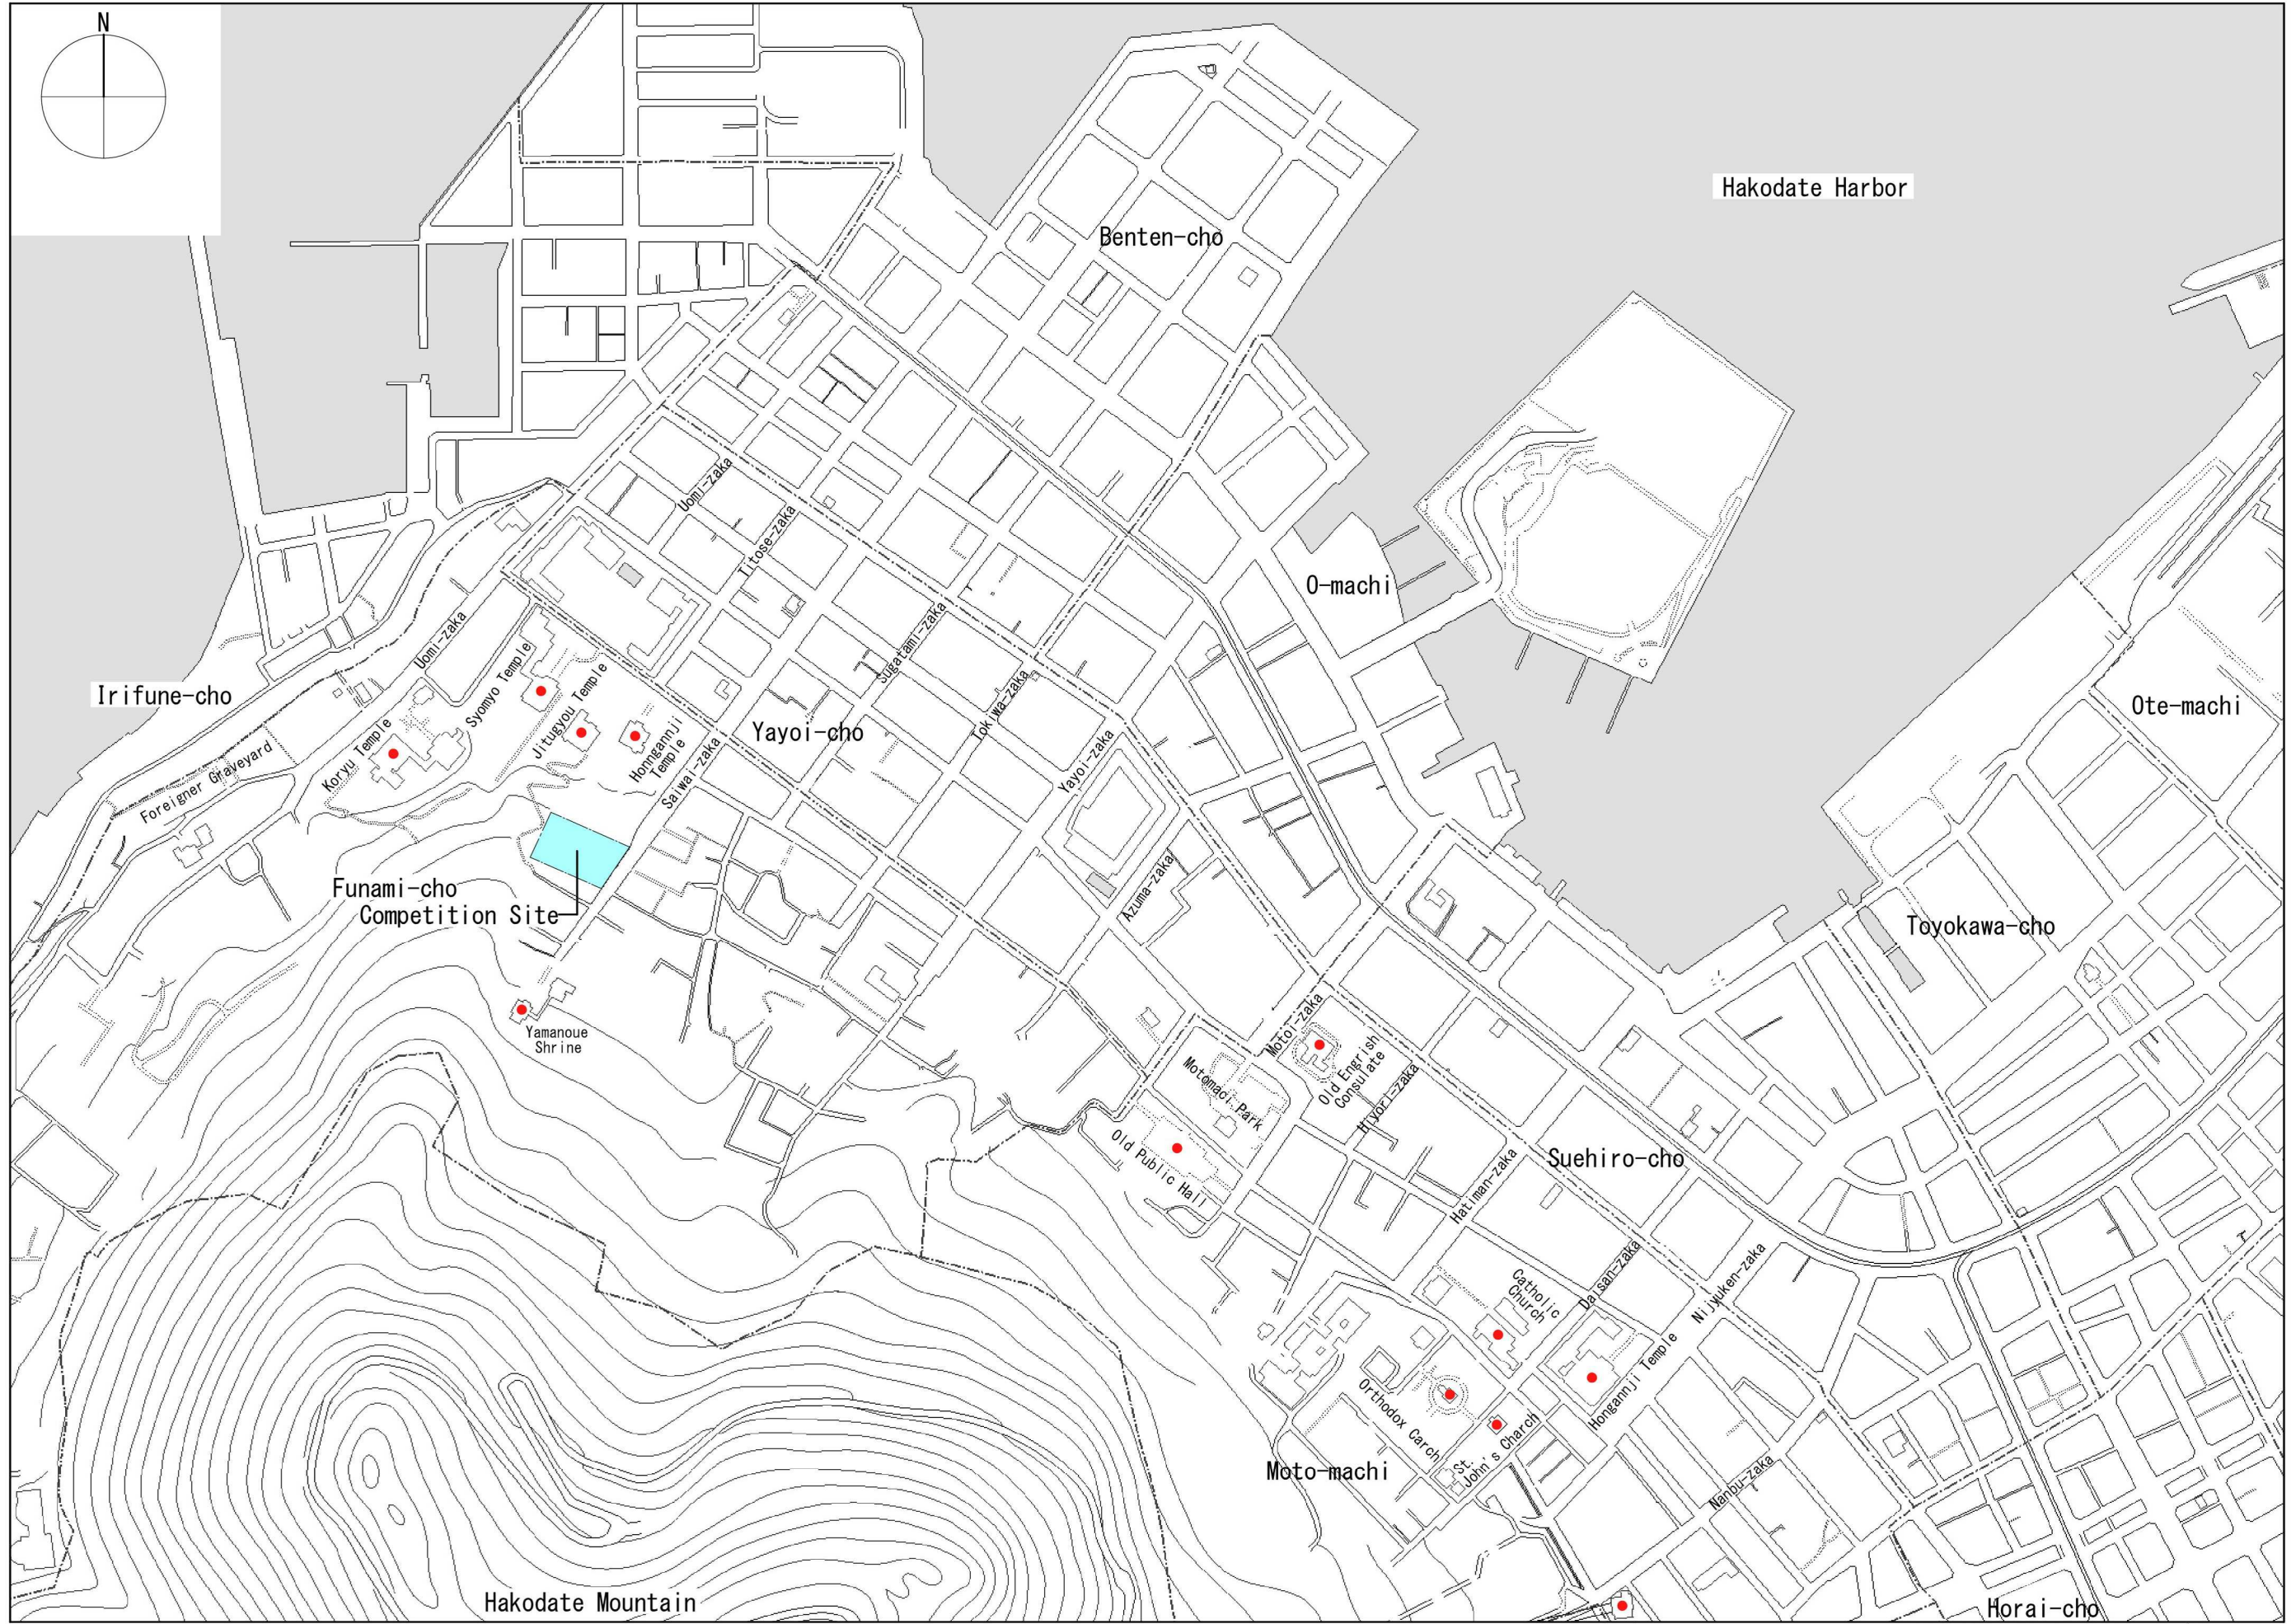 N
Hakodate Harbor
Benten-cho
Uomi-zaka
Titose-zaka
O-machi
Uomi-zaka
Sugatami-zaka
Irifune-cho
Syomyo Temple
Jitugyou Temple
Honngannji
Temple
Tokiwa-zaka
Ote-machi
Yayoi-cho
Koryu Temple
Foreigner Graveyard
Saiwai-zaka
Yayoi-zaka
Funami-cho
Competition Site
Azuma-zaka
Toyokawa-cho
Yamanoue
Shrine
Motoi-zaka
Old Engrish
Consulate
Motomadi Park
Hiyori-zaka
Old Public Hall
Suehiro-cho
Hatiman-zaka
Daisan-zaka
Nijyuken-zaka
Catholic
Church
Hongannji Temple
Orthodox Carch
St.
John's Charch
Moto-machi
Nanbu-zaka
Hakodate Mountain
Horai-cho